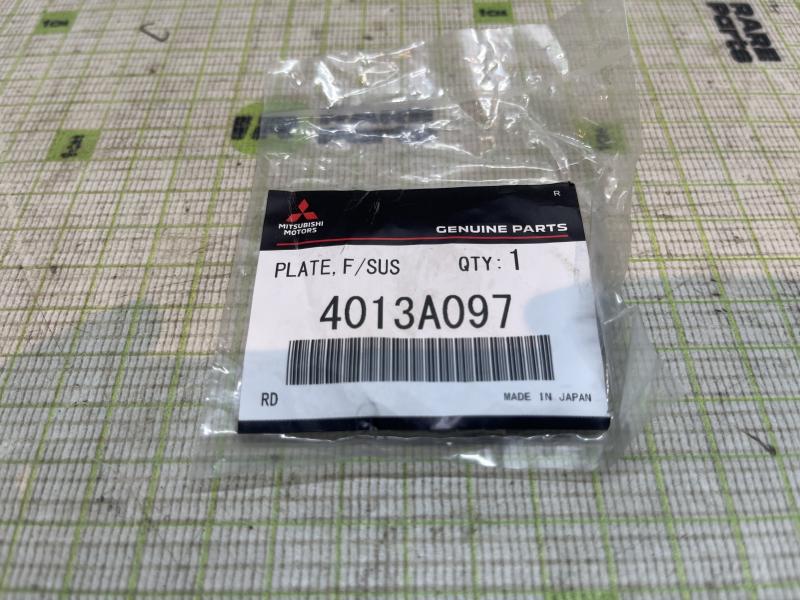 RARE
PARTS
R
MITSUBISHI
MOTORS
GENUINE PARTS
PLATE, F/SUS QTY: 1
4013A097
RD MADE IN JAPAN